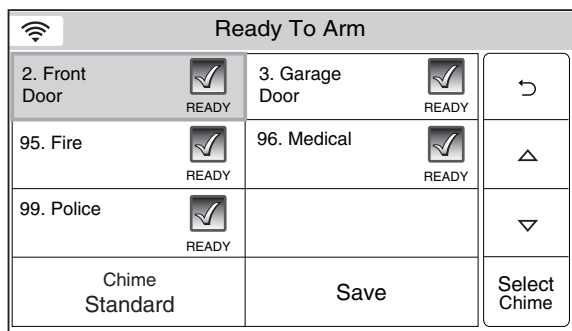 Ready To Arm
2. Front
Door
READY
3. Garage
Door
READY
95. Fire
READY
96. Medical
READY
99. Police
READY
Chime
Standard
Save
Select
Chime